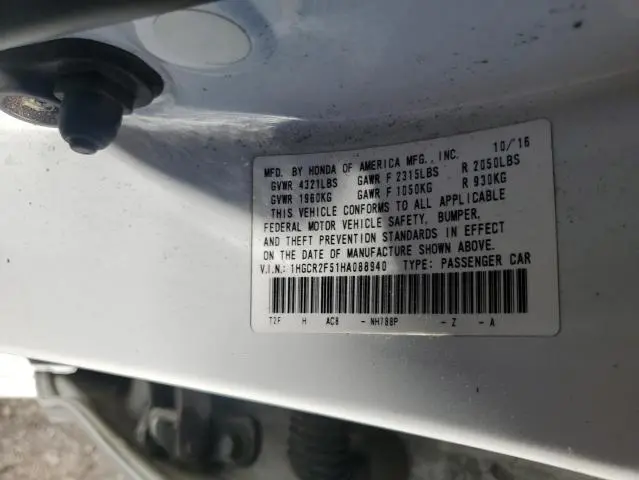 MFD. BY HONDA OF AMERICA MFG., INC. 10/'16
GVWR 4321LBS GAWR F 2315LBS R 2050LBS
GVWR 1960KG GAWR F 1050KG R 930KG
THIS VEHICLE CONFORMS TO ALL APPLICABLE
FEDERAL MOTOR VEHICLE SAFETY, BUMPER,
AND THEFT PREVENTION STANDARDS IN EFFECT
ON THE DATE OF MANUFACTURE SHOWN ABOVE.
V.I.N.: 1HGCR2F51HA088940 TYPE: PASSENGER CAR
T2F H AC8 - NH788P - Z - A